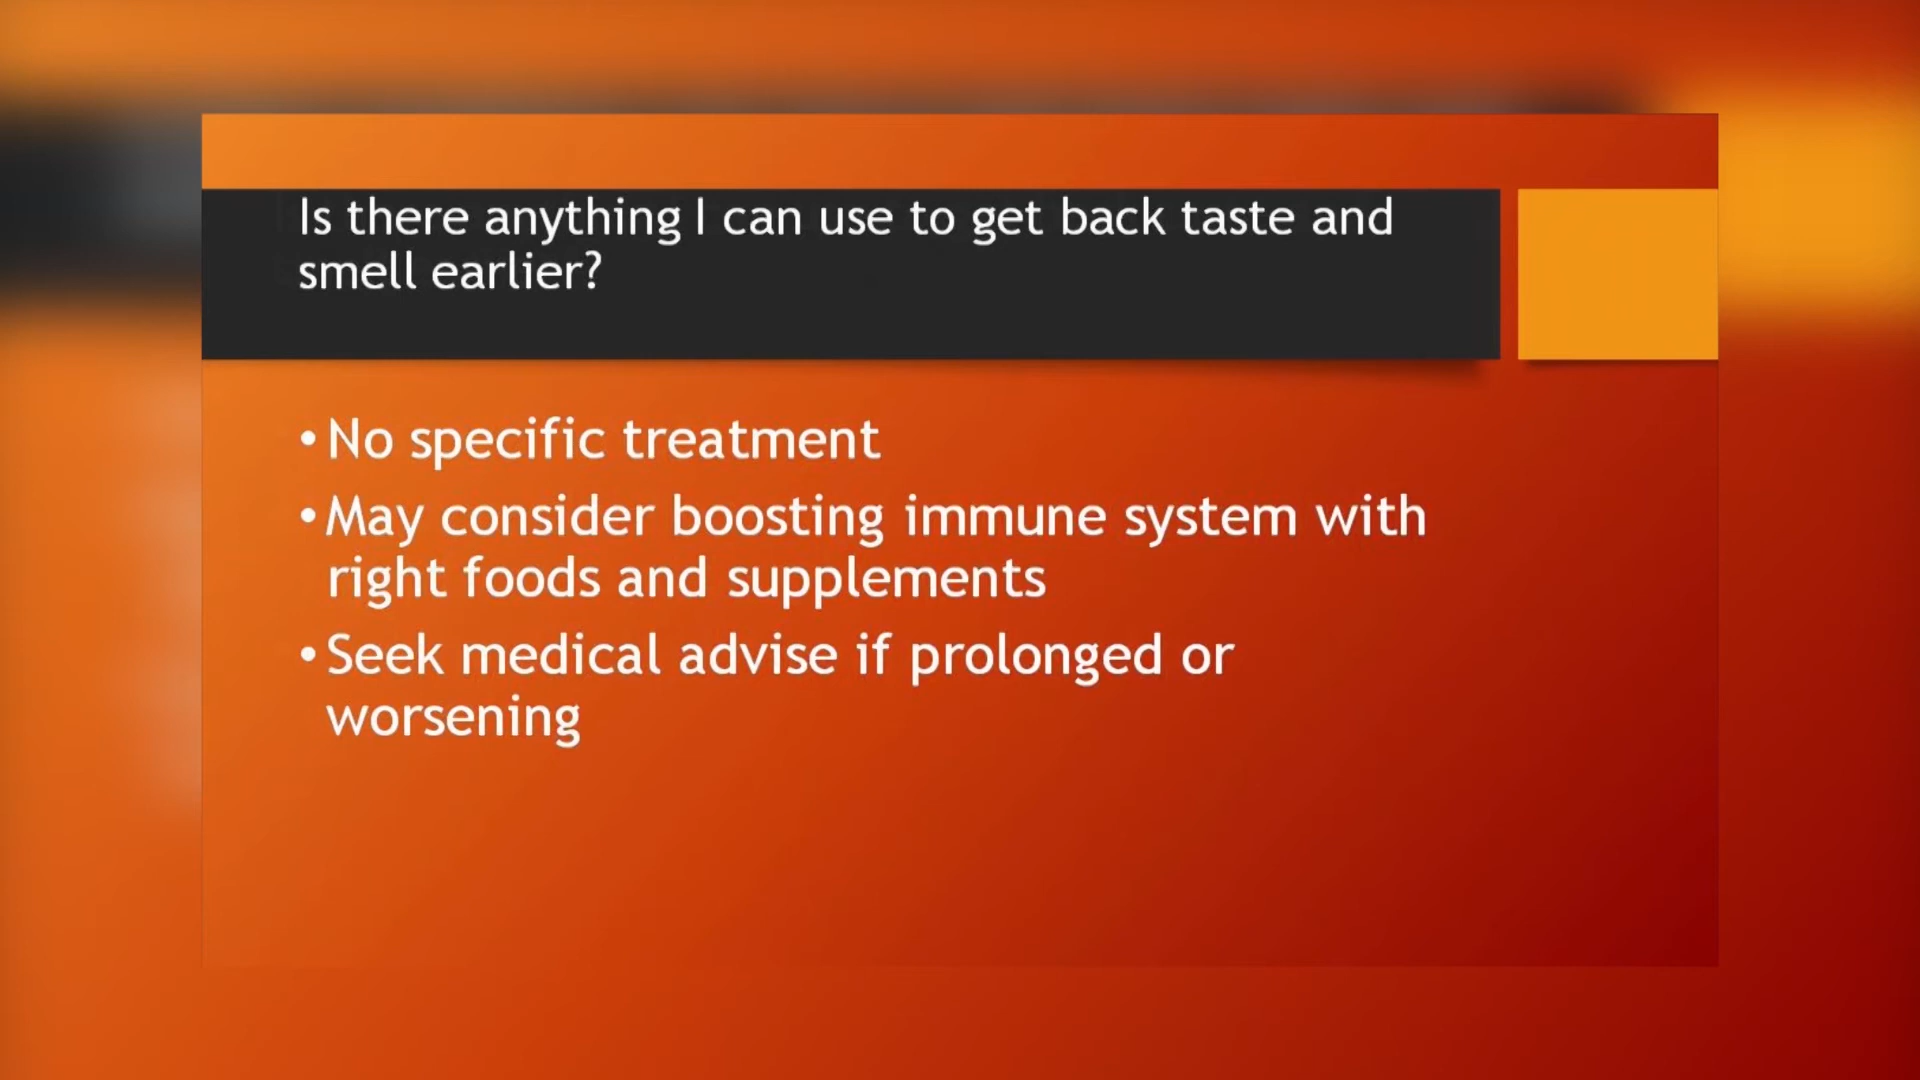 Is there anything I can use to get back taste and
smell earlier?
• No specific treatment
• May consider boosting immune system with
right foods and supplements
• Seek medical advise if prolonged or
worsening